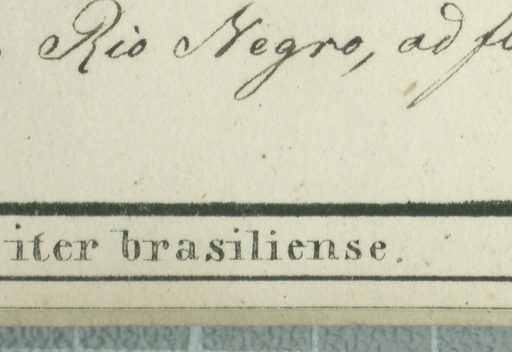 Rio Negro, ad
iter brasiliense.